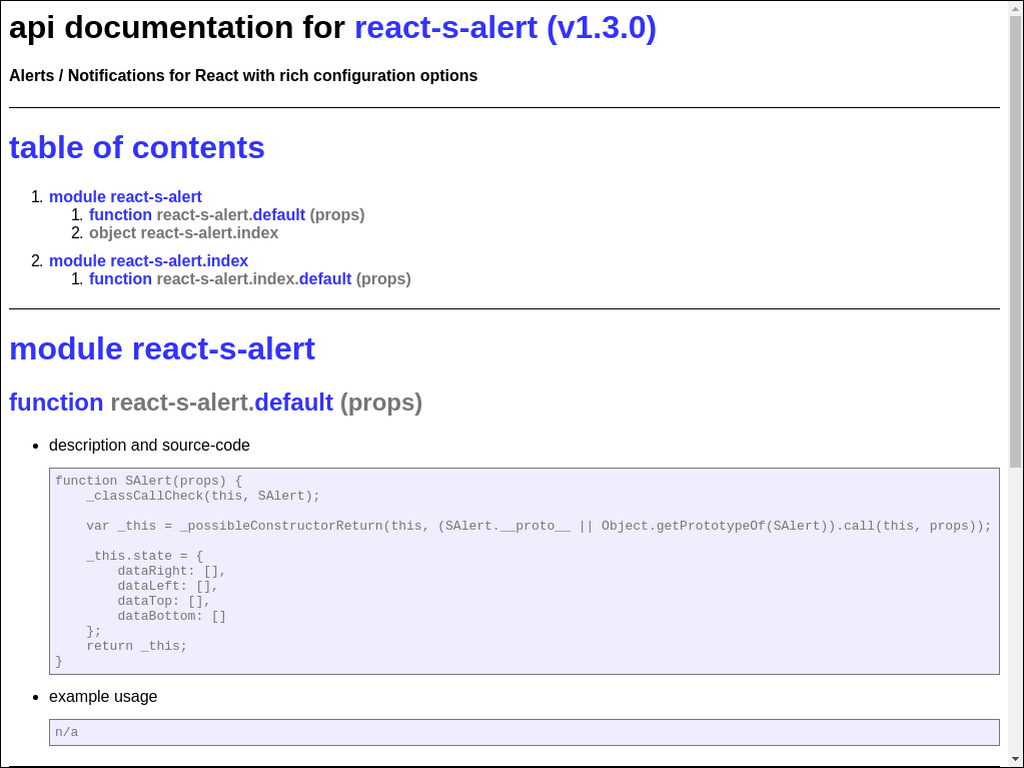 api documentation for react-s-alert (v1.3.0)
Alerts / Notifications for React with rich configuration options
table of contents
1. module react-s-alert
1. function react-s-alert.default (props)
2. object react-s-alert.index
2. module react-s-alert.index
1. function react-s-alert.index.default (props)
module react-s-alert
function react-s-alert.default (props)
• description and source-code
function SAlert(props) {
    _classCallCheck(this, SAlert);
    var _this = _possibleConstructorReturn(this, (SAlert.__proto__ || Object.getPrototypeOf(SAlert)).call(this, props));
    _this.state = {
        dataRight: [],
        dataLeft: [],
        dataTop: [],
        dataBottom: []
    };
    return _this;
}
• example usage
n/a